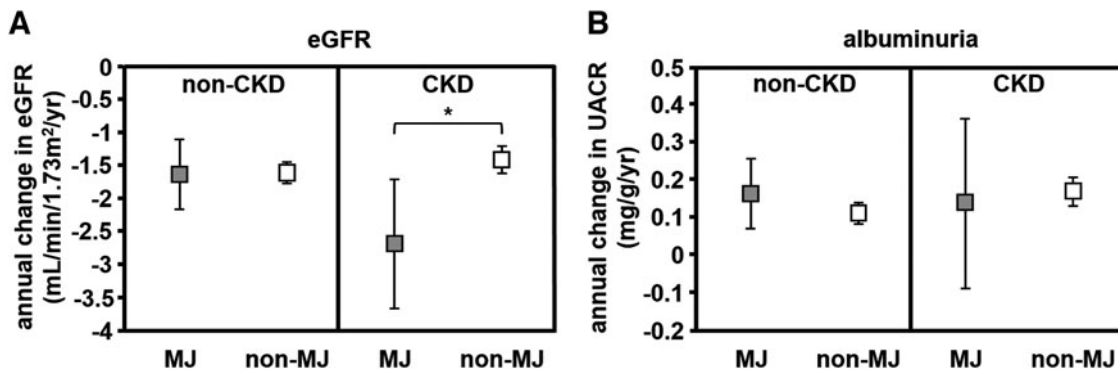 A
eGFR
non-CKD
CKD
*
annual change in eGFR
(mL/min/1.73m²/yr)
0
-0.5
-1
-1.5
-2
-2.5
-3
-3.5
-4
MJ
non-MJ
MJ
non-MJ
B
albuminuria
non-CKD
CKD
annual change in UACR
(mg/g/yr)
0.5
0.4
0.3
0.2
0.1
0
-0.1
-0.2
MJ
non-MJ
MJ
non-MJ